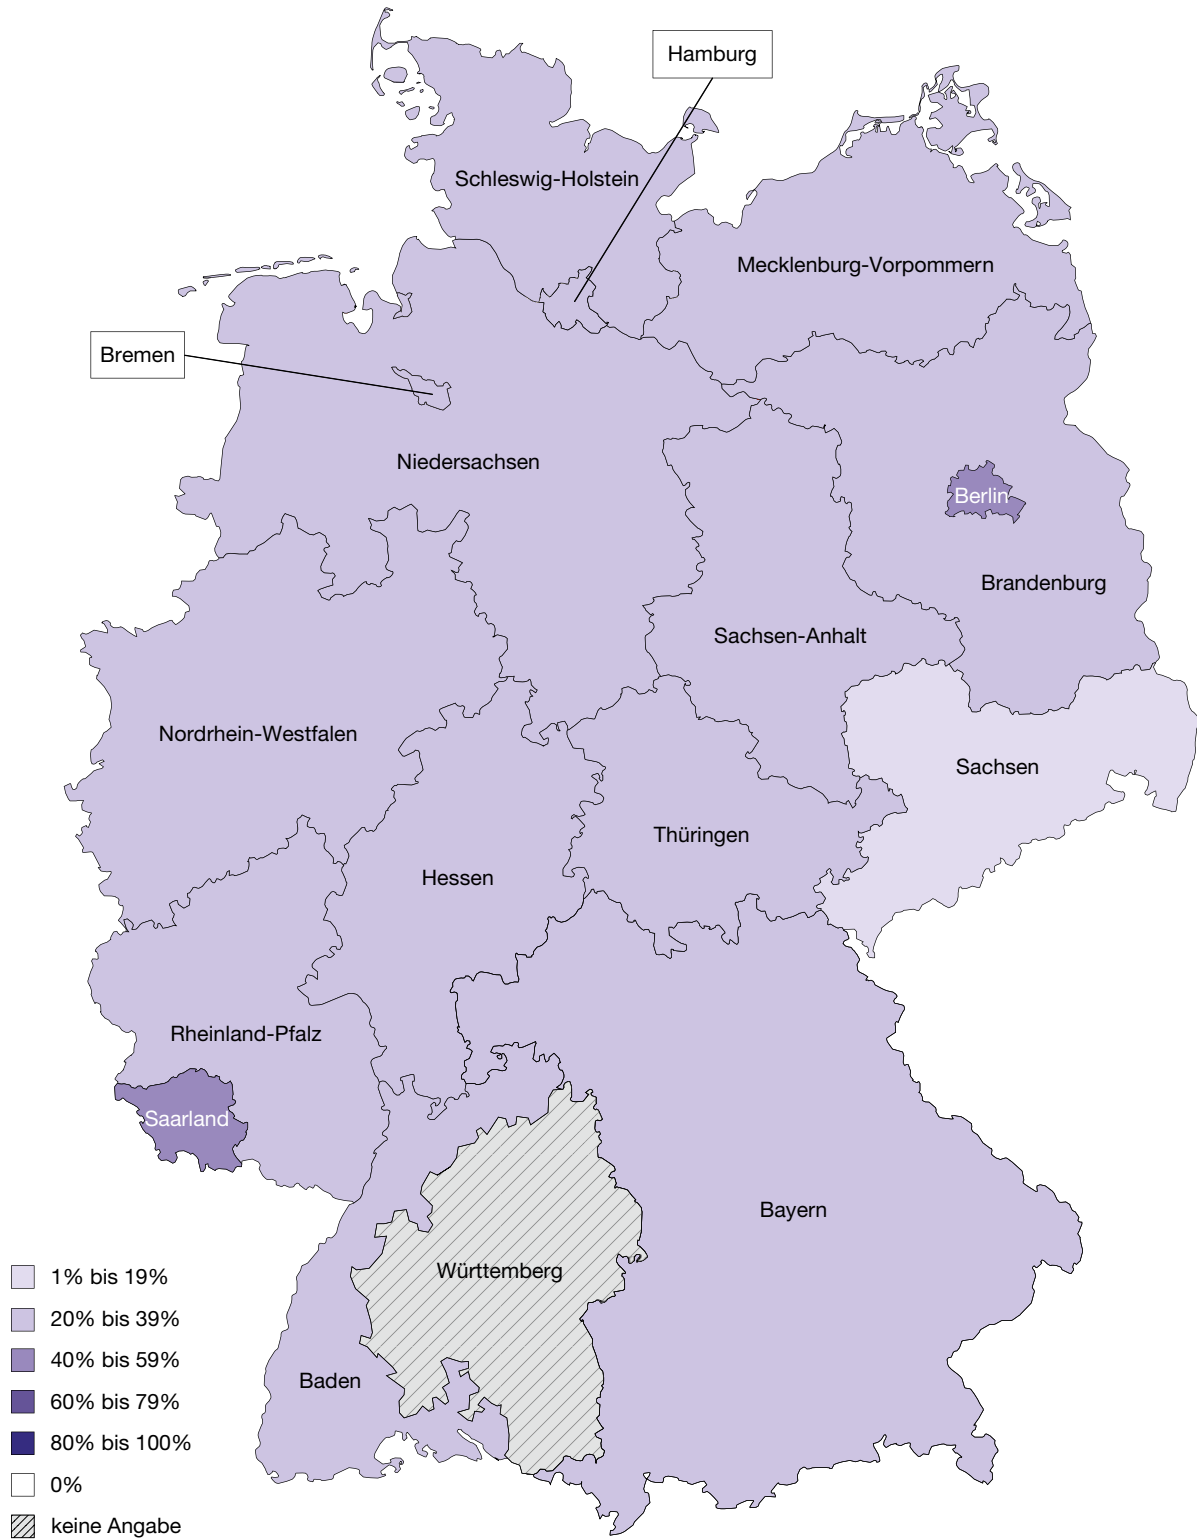 Hamburg
Schleswig-Holstein
Mecklenburg-Vorpommern
Bremen
Niedersachsen
Berlin
Brandenburg
Sachsen-Anhalt
Nordrhein-Westfalen
Sachsen
Thüringen
Hessen
Rheinland-Pfalz
Saarland
Bayern
Württemberg
Baden
1% bis 19%
20% bis 39%
40% bis 59%
60% bis 79%
80% bis 100%
0%
keine Angabe